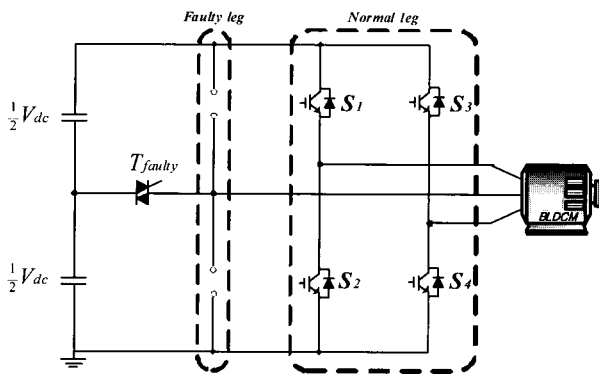 Faulty leg
Normal leg
½ Vdc
Tfaulty
S1
S3
BLDCM
½ Vdc
S2
S4